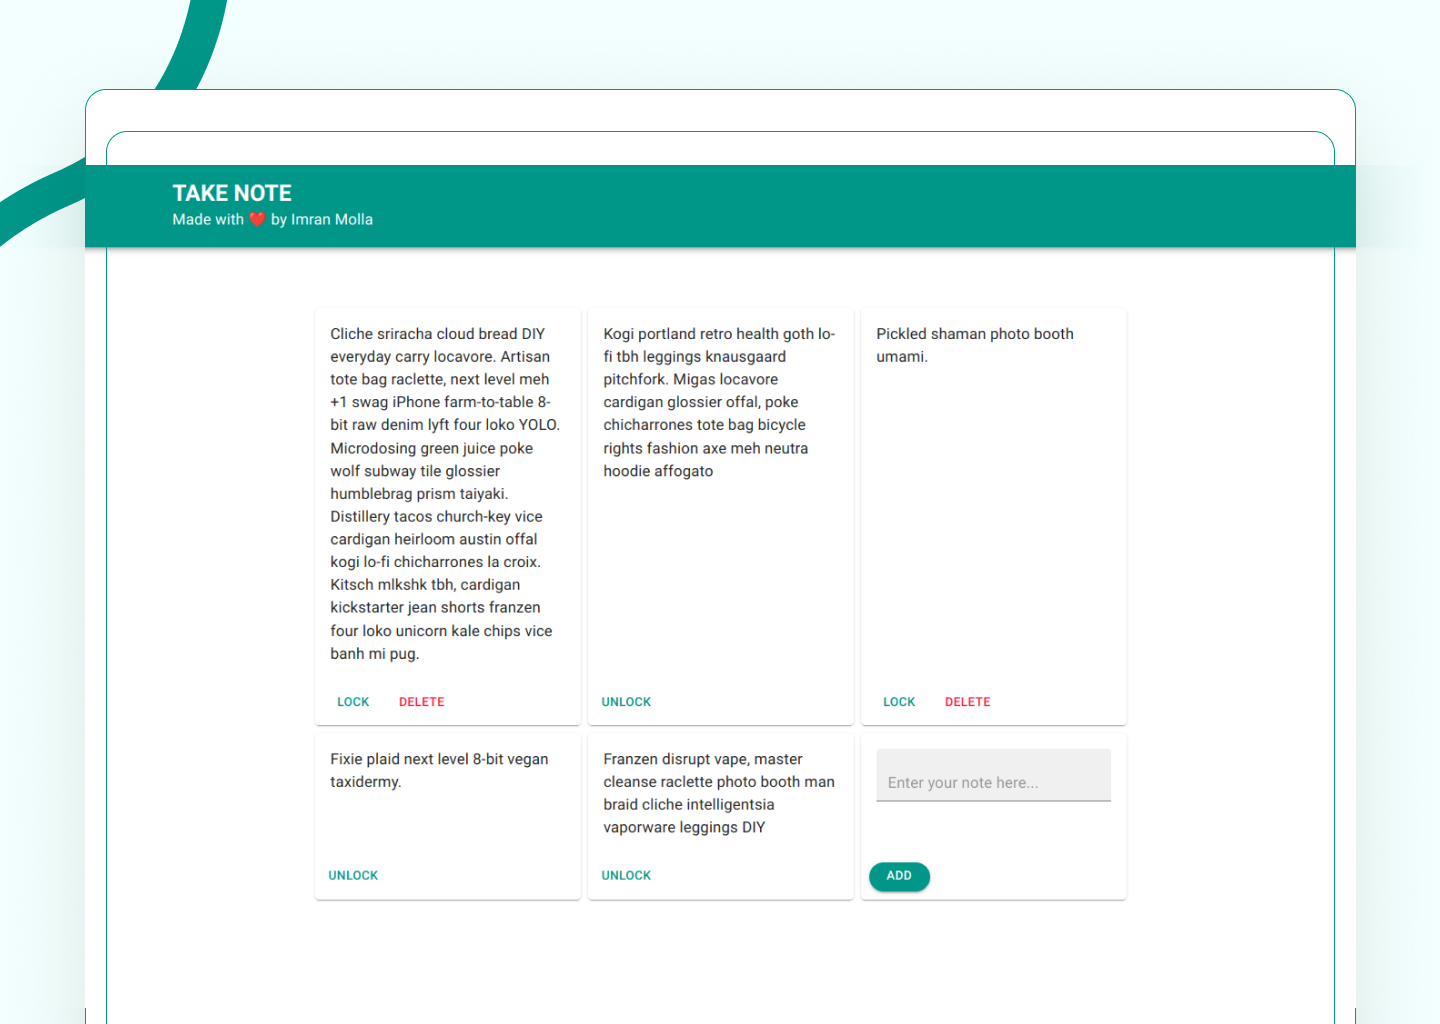 TAKE NOTE
Made with ❤️ by Imran Molla
Cliche sriracha cloud bread DIY
everyday carry locavore. Artisan
tote bag raclette, next level meh
+1 swag iPhone farm-to-table 8-
bit raw denim lyft four loko YOLO.
Microdosing green juice poke
wolf subway tile glossier
humblebrag prism taiyaki.
Distillery tacos church-key vice
cardigan heirloom austin offal
kogi lo-fi chicharrones la croix.
Kitsch mlkshk tbh, cardigan
kickstarter jean shorts franzen
four loko unicorn kale chips vice
banh mi pug.
LOCK DELETE
Kogi portland retro health goth lo-
fi tbh leggings knausgaard
pitchfork. Migas locavore
cardigan glossier offal, poke
chicharrones tote bag bicycle
rights fashion axe meh neutra
hoodie affogato
UNLOCK
Pickled shaman photo booth
umami.
LOCK DELETE
Fixie plaid next level 8-bit vegan
taxidermy.
UNLOCK
Franzen disrupt vape, master
cleanse raclette photo booth man
braid cliche intelligentsia
vaporware leggings DIY
UNLOCK
Enter your note here...
ADD